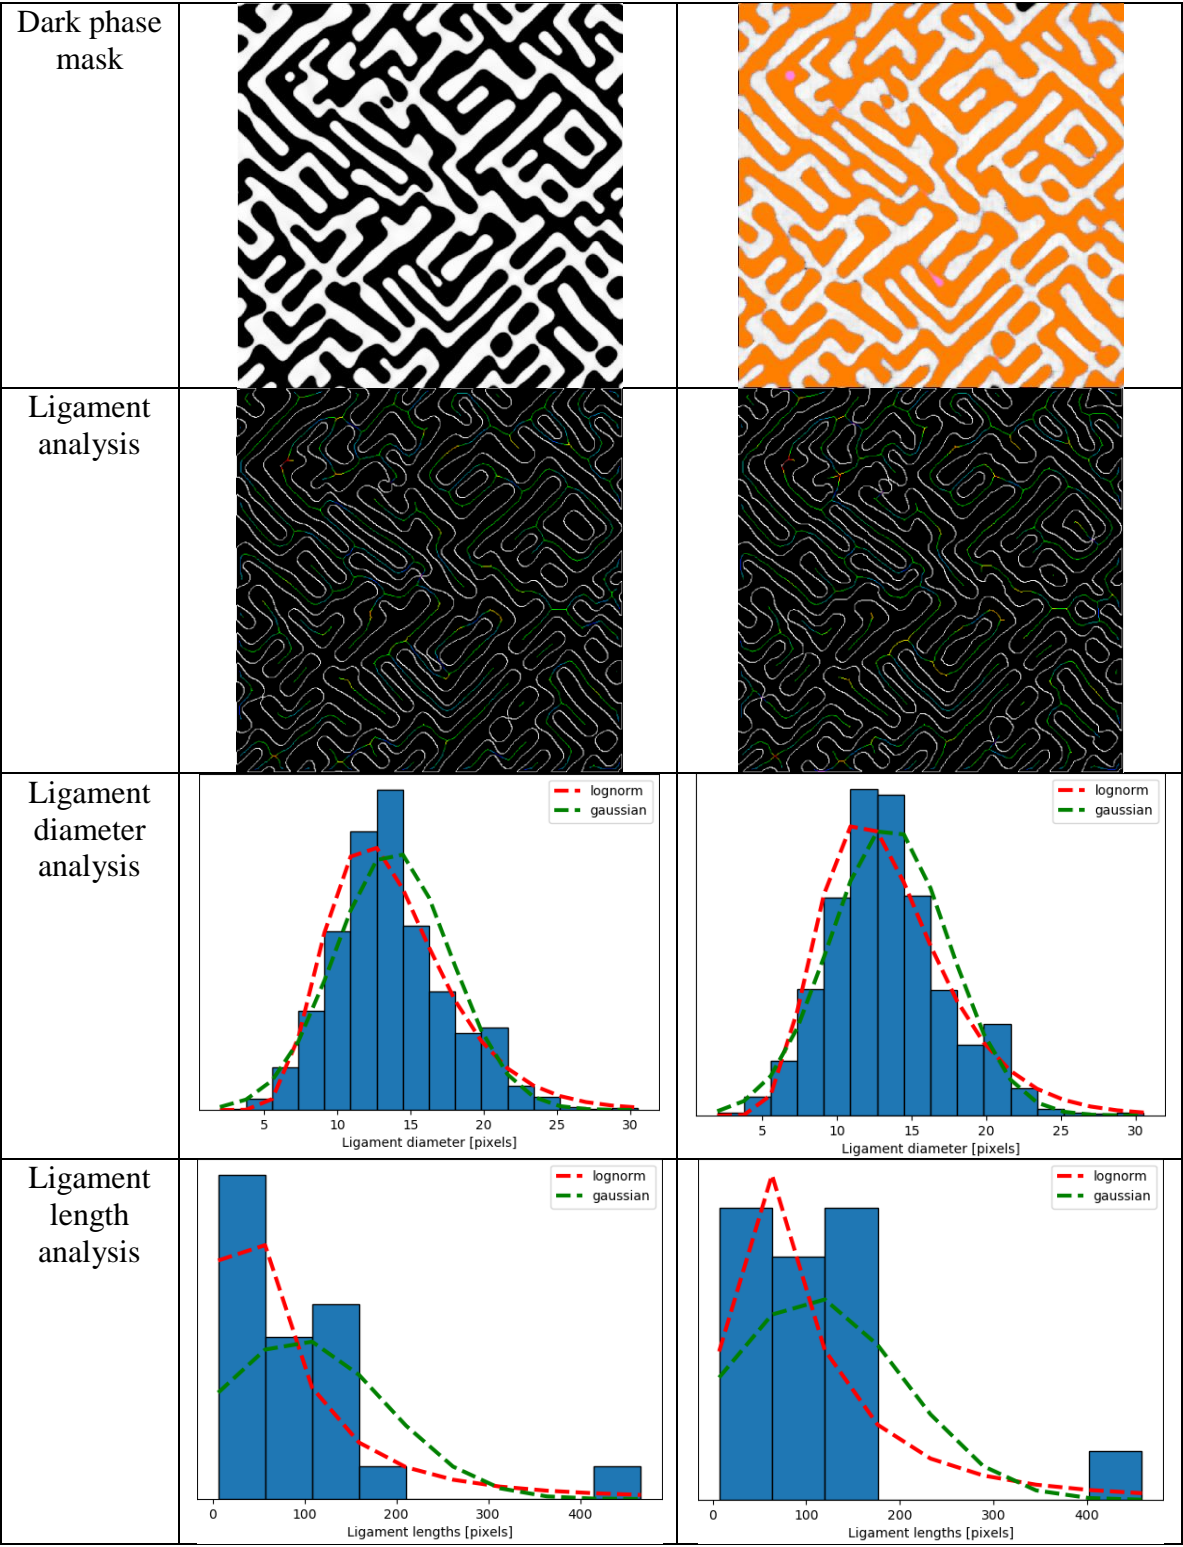 Dark phase
mask
Ligament
analysis
Ligament
diameter
analysis
lognorm
gaussian
5 10 15 20 25 30
Ligament diameter [pixels]
lognorm
gaussian
5 10 15 20 25 30
Ligament diameter [pixels]
Ligament
length
analysis
lognorm
gaussian
0 100 200 300 400
Ligament lengths [pixels]
lognorm
gaussian
0 100 200 300 400
Ligament lengths [pixels]